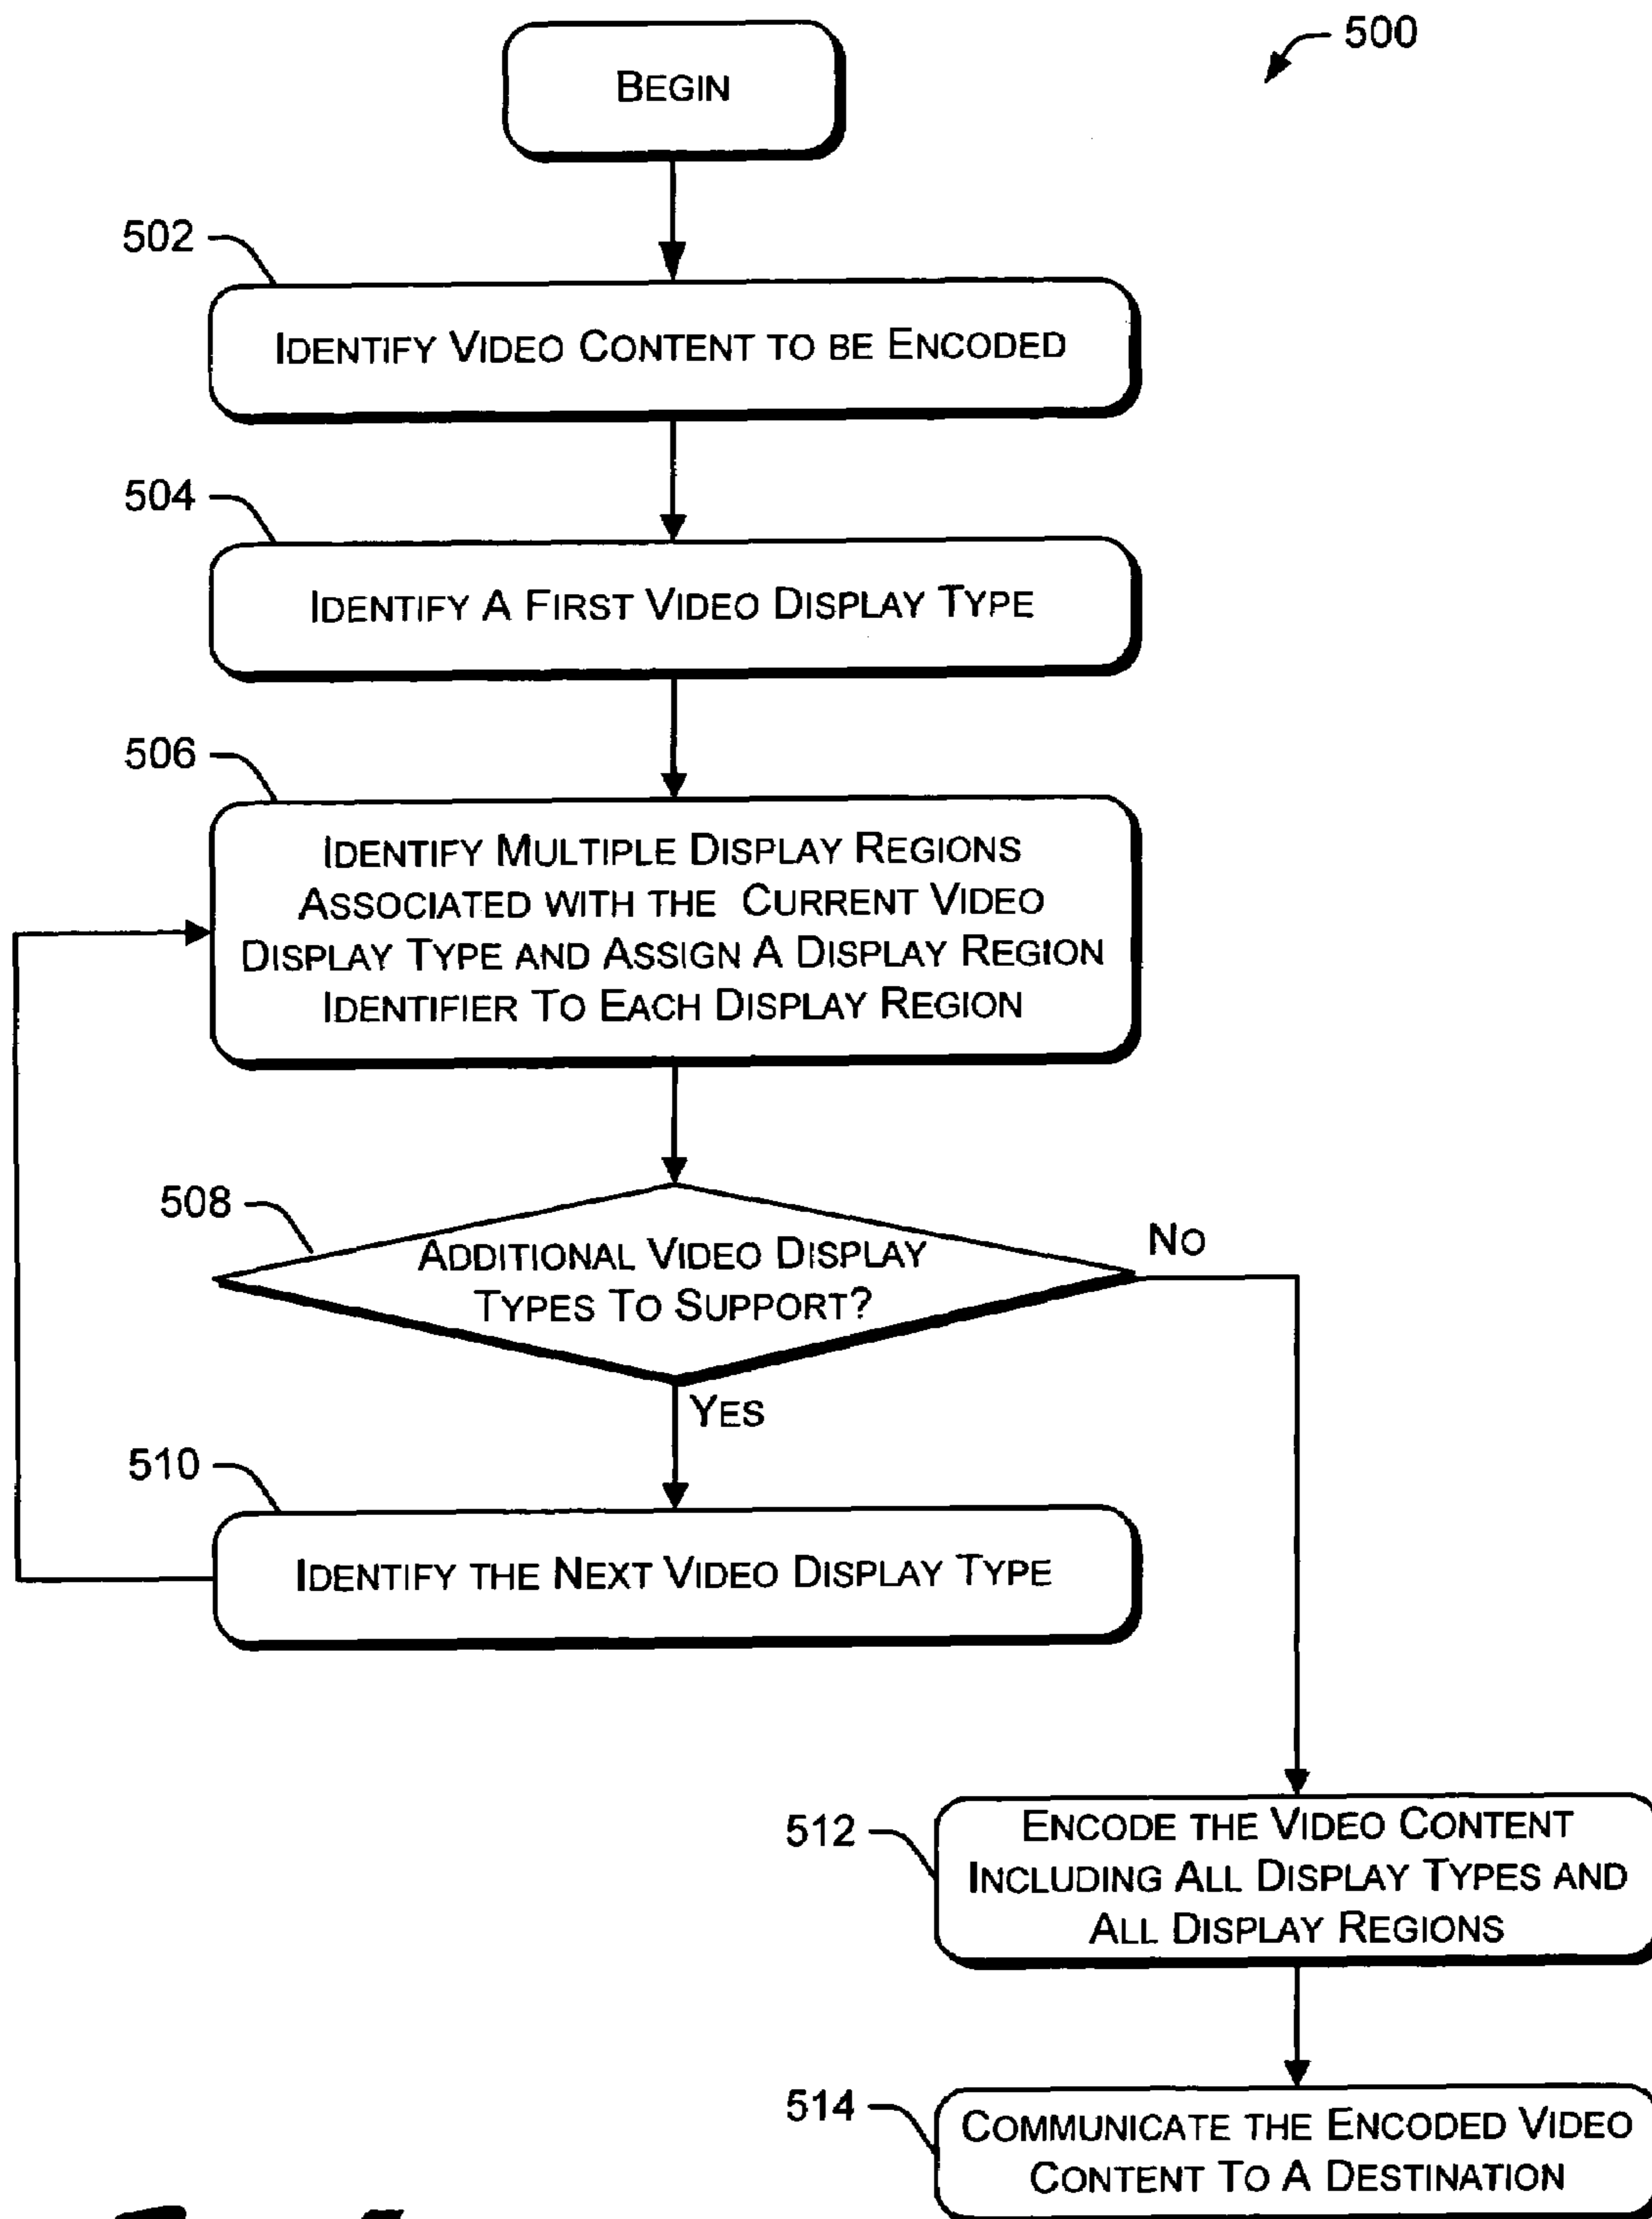 500
BEGIN
502
IDENTIFY VIDEO CONTENT TO BE ENCODED
504
IDENTIFY A FIRST VIDEO DISPLAY TYPE
506
IDENTIFY MULTIPLE DISPLAY REGIONS
ASSOCIATED WITH THE CURRENT VIDEO
DISPLAY TYPE AND ASSIGN A DISPLAY REGION
IDENTIFIER TO EACH DISPLAY REGION
508
ADDITIONAL VIDEO DISPLAY
TYPES TO SUPPORT?
NO
YES
510
IDENTIFY THE NEXT VIDEO DISPLAY TYPE
512
ENCODE THE VIDEO CONTENT
INCLUDING ALL DISPLAY TYPES AND
ALL DISPLAY REGIONS
514
COMMUNICATE THE ENCODED VIDEO
CONTENT TO A DESTINATION